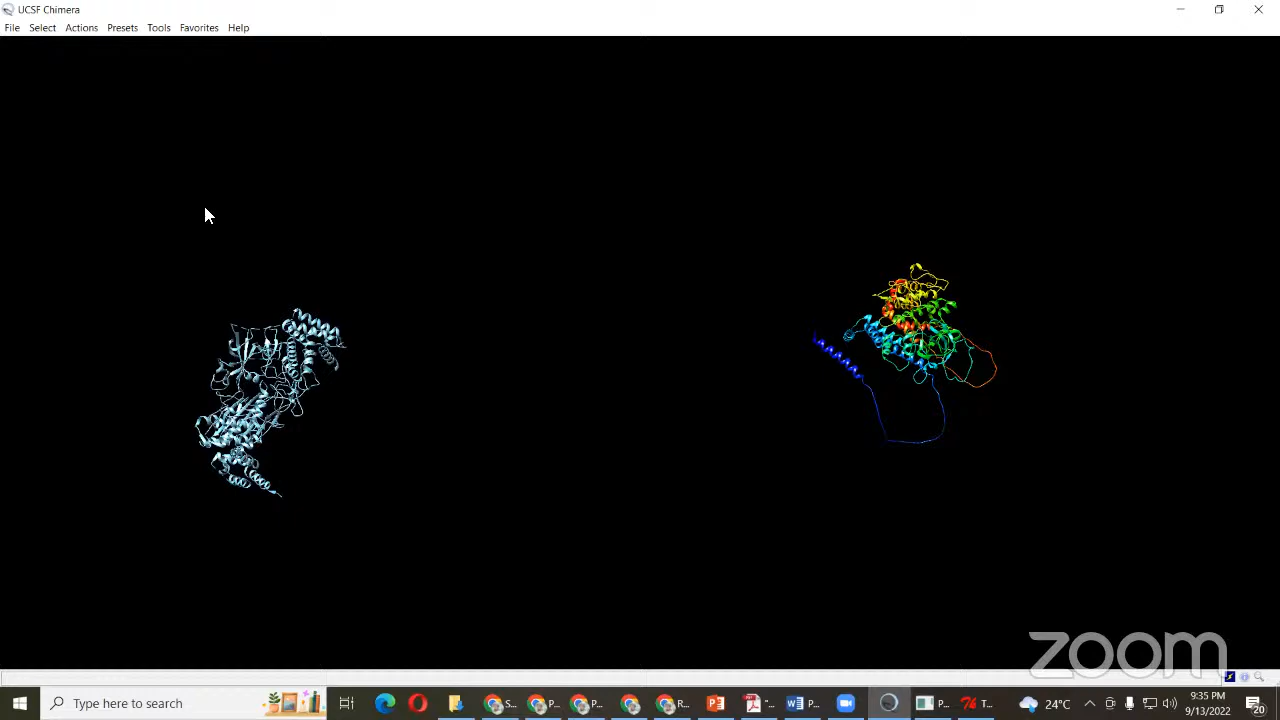 UCSF Chimera
File Select Actions Presets Tools Favorites Help
zoom
Type here to search
S...
P...
P...
R...
P...
"...
P...
P...
T...
24°C
9:35 PM
9/13/2022
20